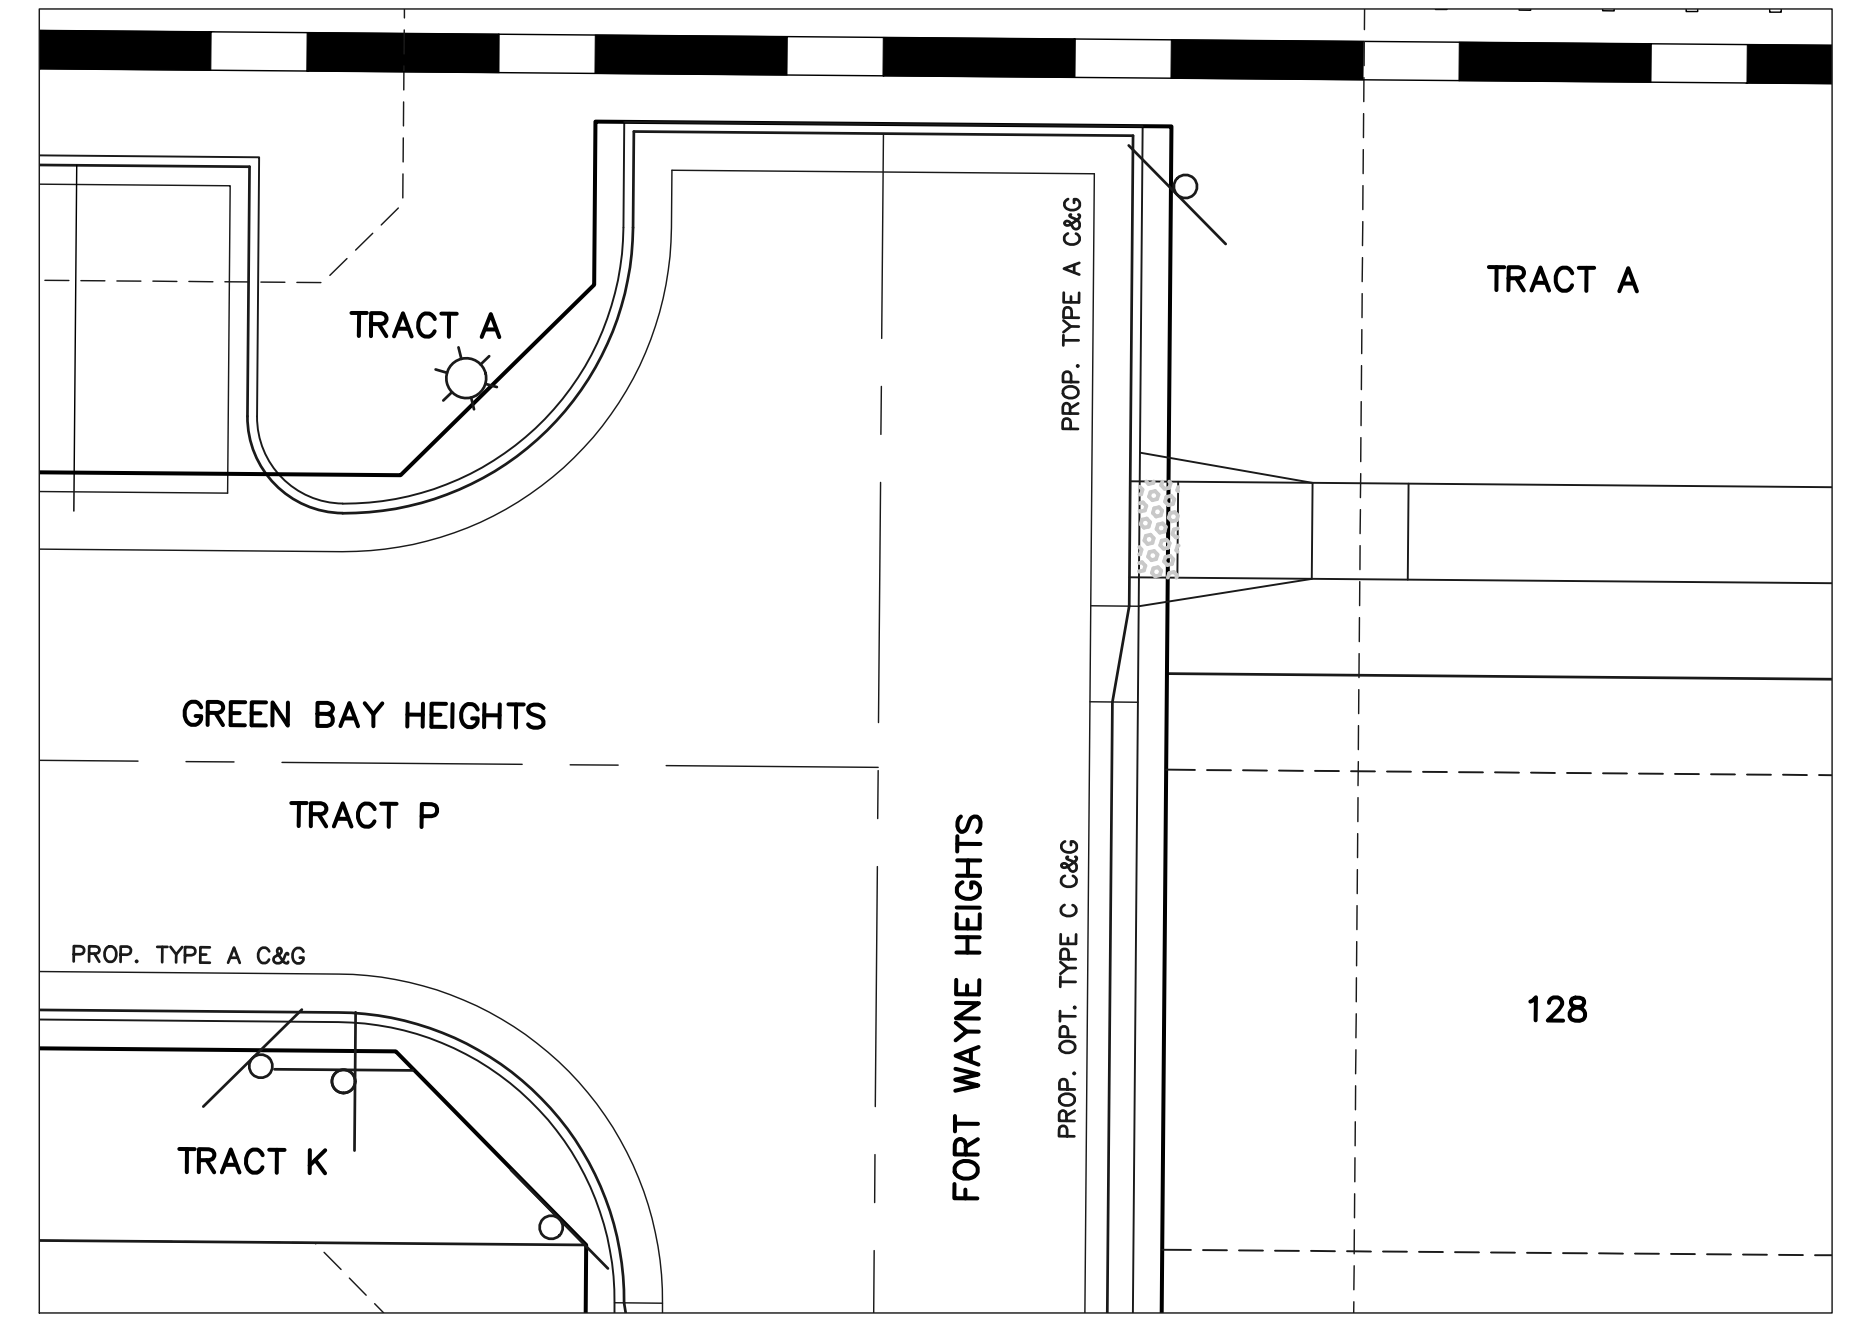 PROP. TYPE A C&G
TRACT A
TRACT A
GREEN BAY HEIGHTS
TRACT P
FORT WAYNE HEIGHTS
PROP. OPT. TYPE C C&G
PROP. TYPE A C&G
128
TRACT K